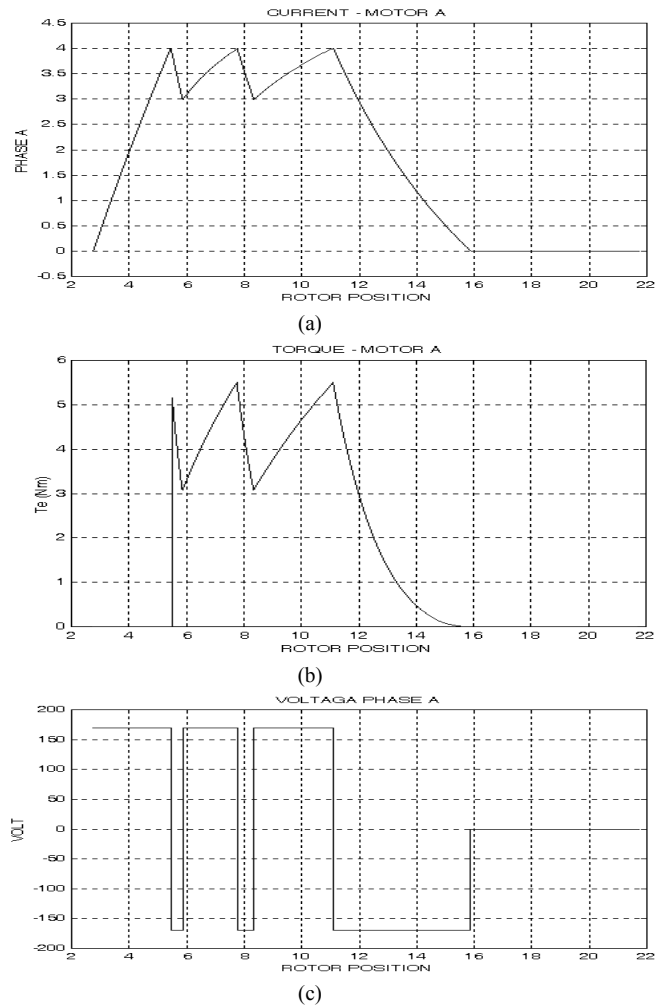 CURRENT - MOTOR A
4.5
4
3.5
3
2.5
2
1.5
1
0.5
0
-0.5
PHASE A
2 4 6 8 10 12 14 16 18 20 22
ROTOR POSITION
(a)
TORQUE - MOTOR A
6
5
4
3
2
1
0
Te (Nm)
2 4 6 8 10 12 14 16 18 20 22
ROTOR POSITION
(b)
VOLTAGA PHASE A
200
150
100
50
0
-50
-100
-150
-200
VOLT
2 4 6 8 10 12 14 16 18 20 22
ROTOR POSITION
(c)